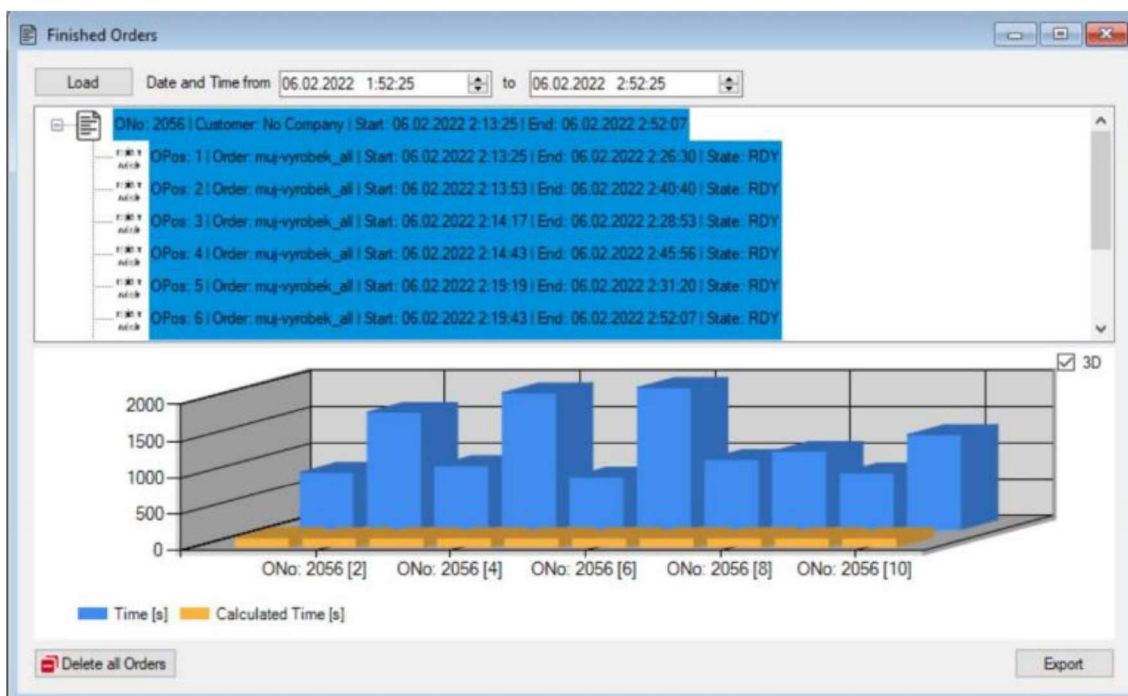 Finished Orders
Load Date and Time from 06.02.2022 1:52:25 to 06.02.2022 2:52:25
ONo: 2056 | Customer: No Company | Start: 06.02.2022 2:13:25 | End: 06.02.2022 2:52:07
OPos: 1 | Order: muj-vyrobek_all | Start: 06.02.2022 2:13:25 | End: 06.02.2022 2:26:30 | State: RDY
OPos: 2 | Order: muj-vyrobek_all | Start: 06.02.2022 2:13:53 | End: 06.02.2022 2:40:40 | State: RDY
OPos: 3 | Order: muj-vyrobek_all | Start: 06.02.2022 2:14:17 | End: 06.02.2022 2:28:53 | State: RDY
OPos: 4 | Order: muj-vyrobek_all | Start: 06.02.2022 2:14:43 | End: 06.02.2022 2:45:56 | State: RDY
OPos: 5 | Order: muj-vyrobek_all | Start: 06.02.2022 2:19:19 | End: 06.02.2022 2:31:20 | State: RDY
OPos: 6 | Order: muj-vyrobek_all | Start: 06.02.2022 2:19:43 | End: 06.02.2022 2:52:07 | State: RDY
3D
2000
1500
1000
500
0
ONo: 2056 [2] ONo: 2056 [4] ONo: 2056 [6] ONo: 2056 [8] ONo: 2056 [10]
Time [s] Calculated Time [s]
Delete all Orders Export